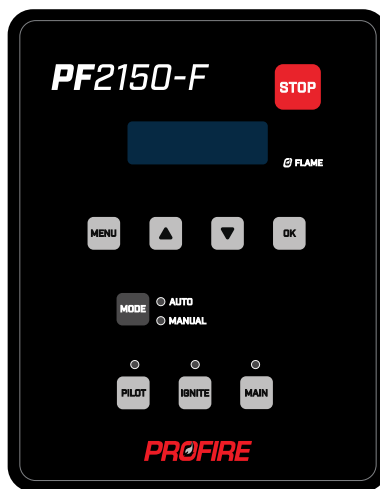 PF2150-F
STOP
FLAME
MENU
OK
MODE
AUTO
MANUAL
PILOT
IGNITE
MAIN
PROFIRE